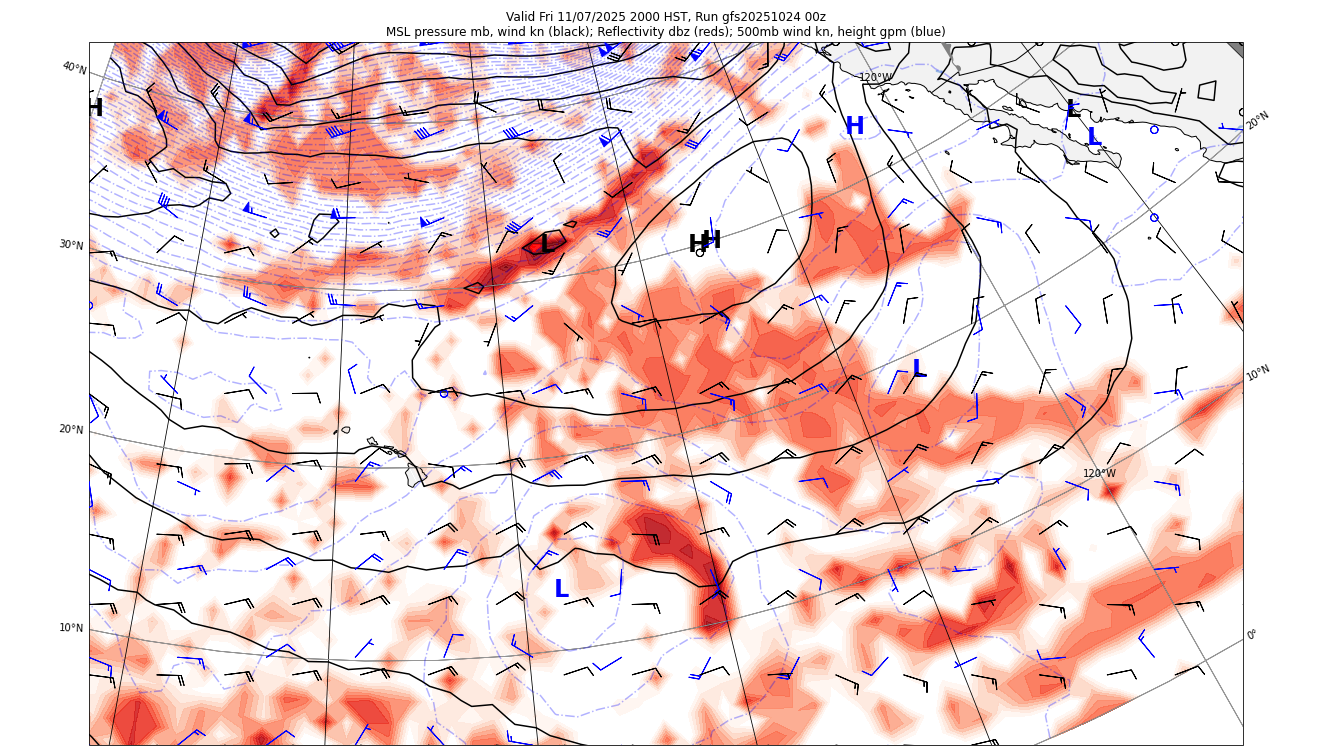 Valid Fri 11/07/2025 2000 HST, Run gfs20251024 00z
MSL pressure mb, wind kn (black); Reflectivity dbz (reds); 500mb wind kn, height gpm (blue)
40°N
120°W
H
L
20°N
H
L
30°N
L
H H
L
10°N
20°N
120°W
L
10°N
0°